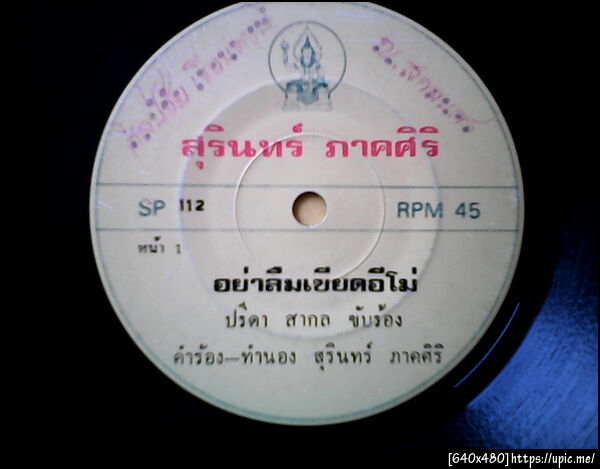 สุรินทร์ ภาคศิริ
SP 112
RPM 45
หน้า 1
อย่าลืมเขียดอีโม่
ปรีดา สากล ขับร้อง
คำร้อง—ทำนอง สุรินทร์ ภาคศิริ
[640x480]https://upic.me/